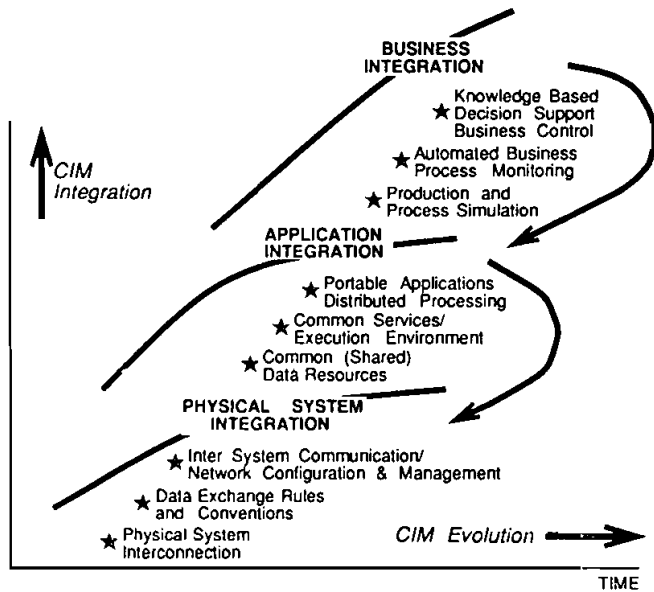 BUSINESS
INTEGRATION
Knowledge Based
Decision Support
Business Control
Automated Business
Process Monitoring
Production and
Process Simulation
CIM
Integration
APPLICATION
INTEGRATION
Portable Applications
Distributed Processing
Common Services/
Execution Environment
Common (Shared)
Data Resources
PHYSICAL SYSTEM
INTEGRATION
Inter System Communication/
Network Configuration & Management
Data Exchange Rules
and Conventions
Physical System
Interconnection
CIM Evolution
TIME